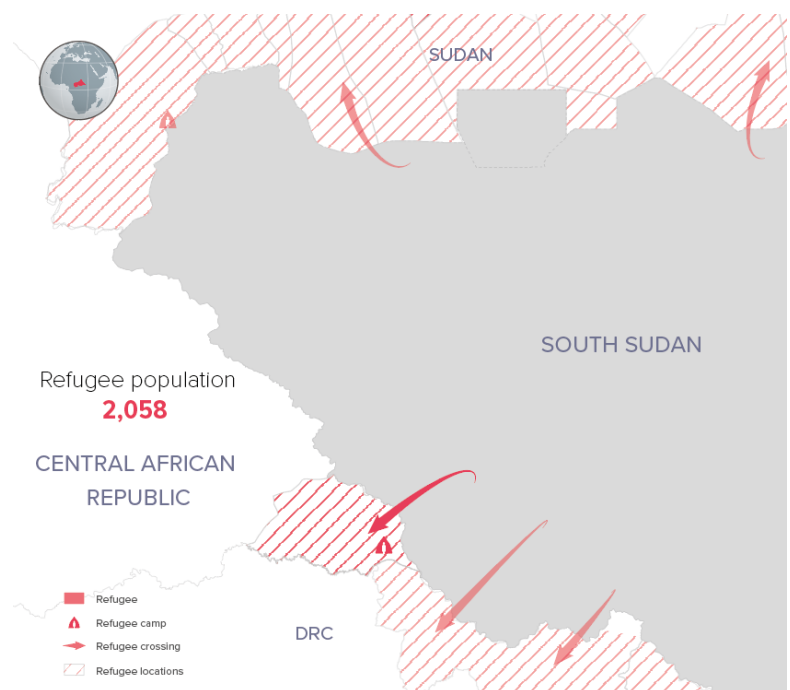 SUDAN
SOUTH SUDAN
Refugee population
2,058
CENTRAL AFRICAN
REPUBLIC
DRC
Refugee
Refugee camp
Refugee crossing
Refugee locations